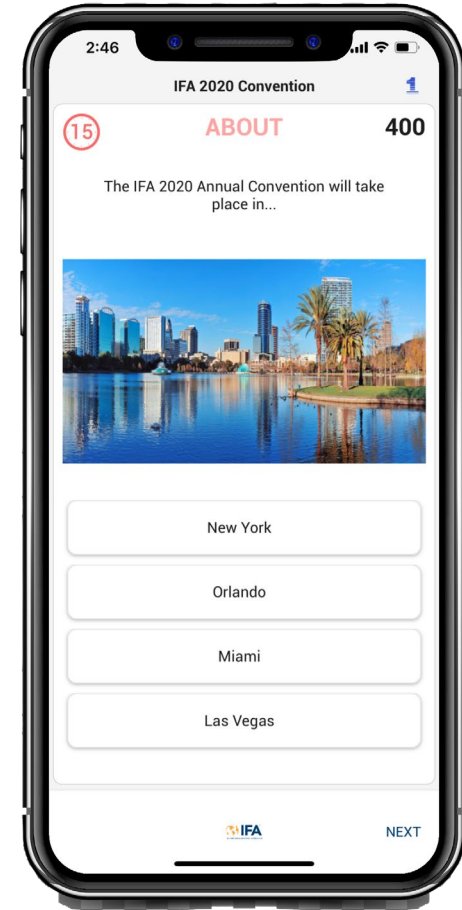 2:46
IFA 2020 Convention
1
15
ABOUT
400
The IFA 2020 Annual Convention will take
place in...
New York
Orlando
Miami
Las Vegas
IFA
NEXT